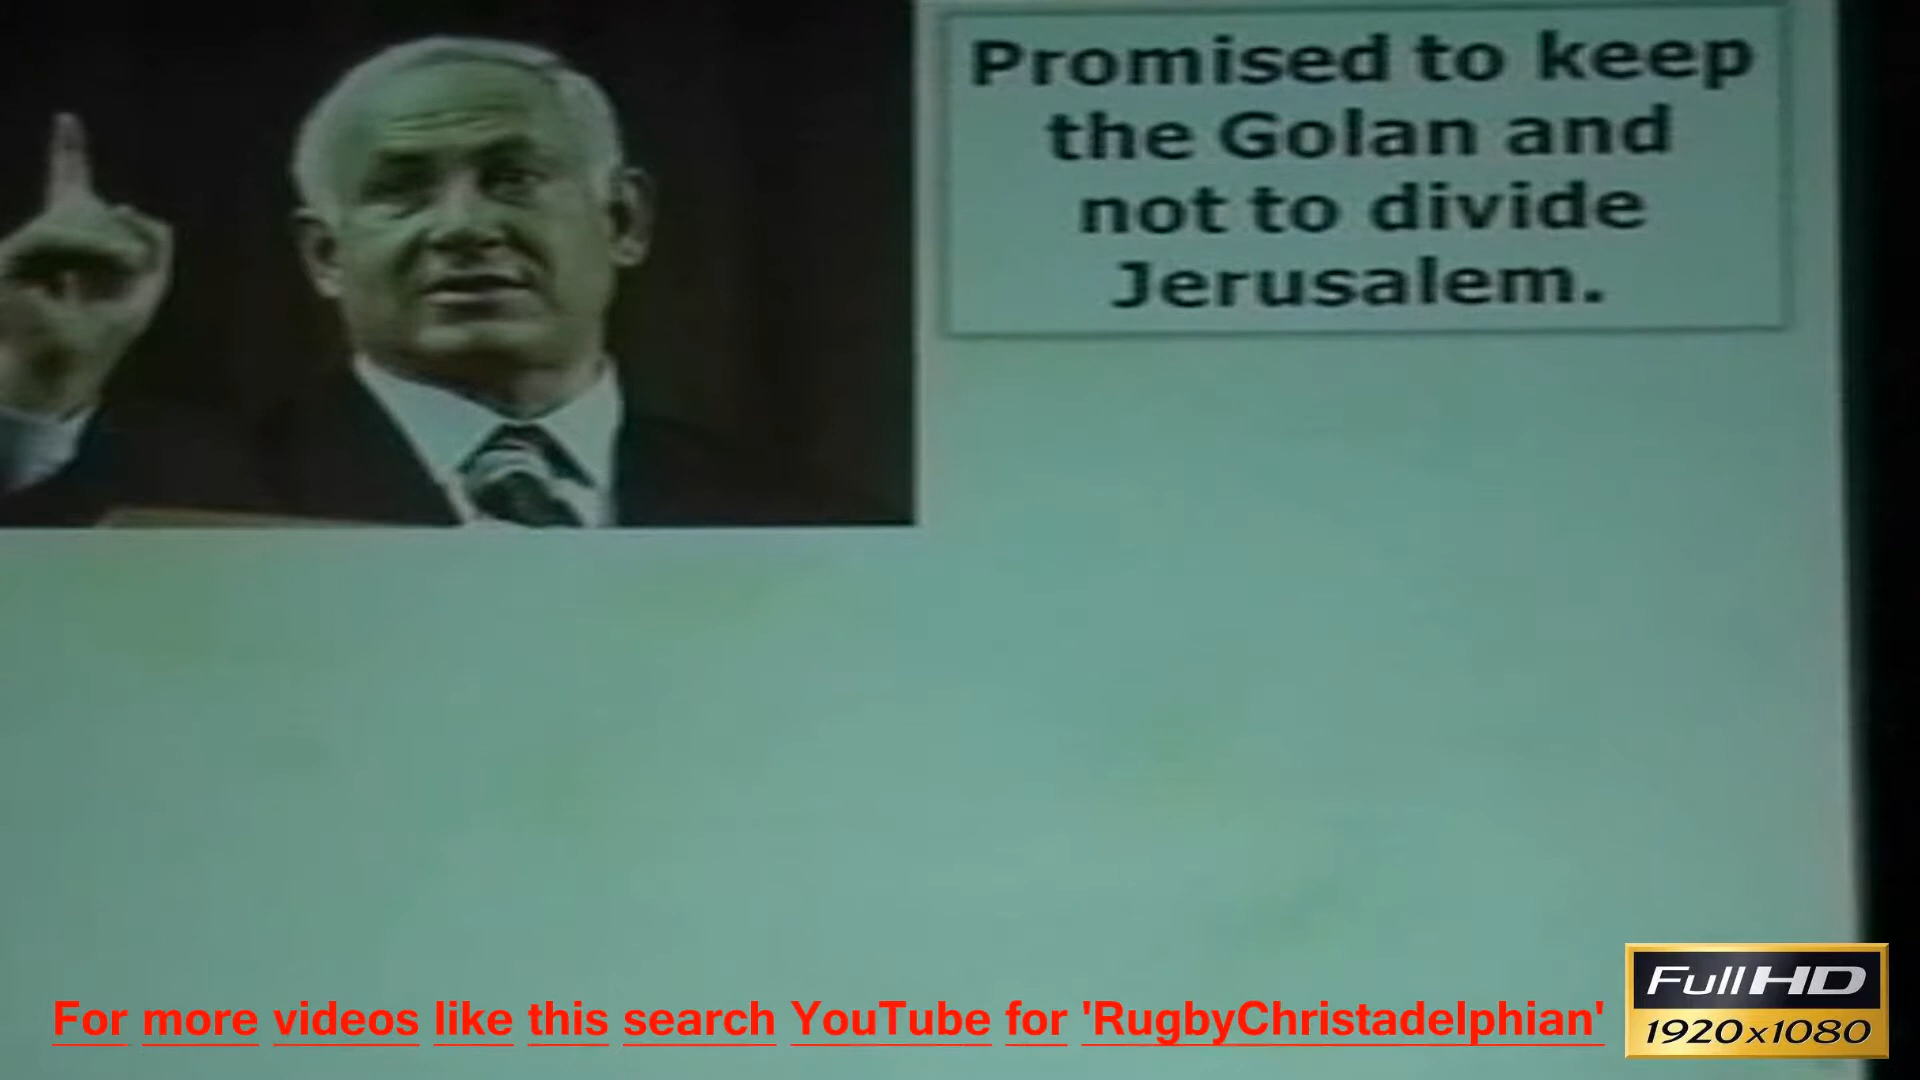 Promised to keep
the Golan and
not to divide
Jerusalem.
For more videos like this search YouTube for 'RugbyChristadelphian'
Full HD
1920x1080